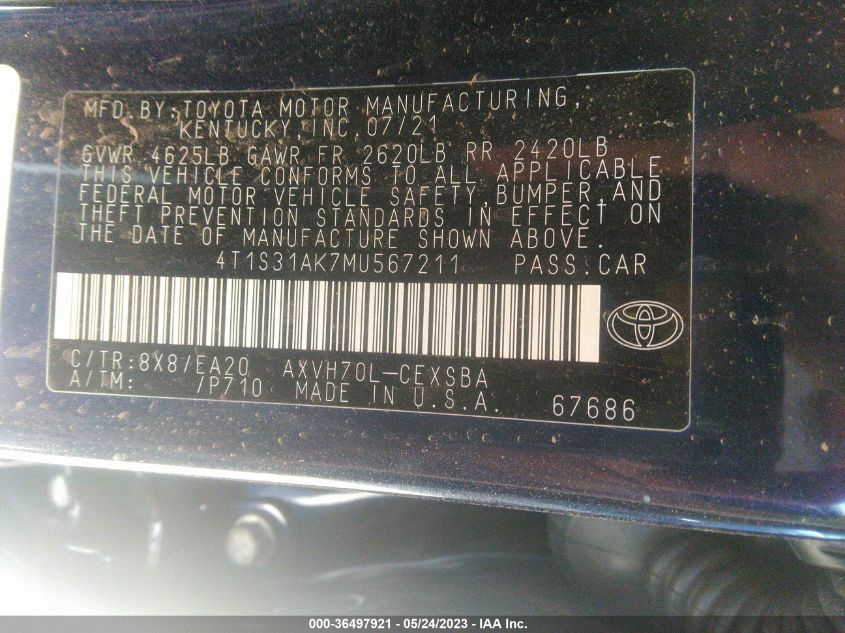 MFD.BY:TOYOTA MOTOR MANUFACTURING,
KENTUCKY,INC.07/21
GVWR 4625LB GAWR FR 2620LB RR 2420LB
THIS VEHICLE CONFORMS TO ALL APPLICABLE
FEDERAL MOTOR VEHICLE SAFETY,BUMPER,AND
THEFT PREVENTION STANDARDS IN EFFECT ON
THE DATE OF MANUFACTURE SHOWN ABOVE.
4T1S31AK7MU567211 PASS.CAR
C/TR:8X8/EA20 AXVH70L-CEXSBA
A/TM: /P710 MADE IN U.S.A. 67686
000-36497921 - 05/24/2023 - IAA Inc.